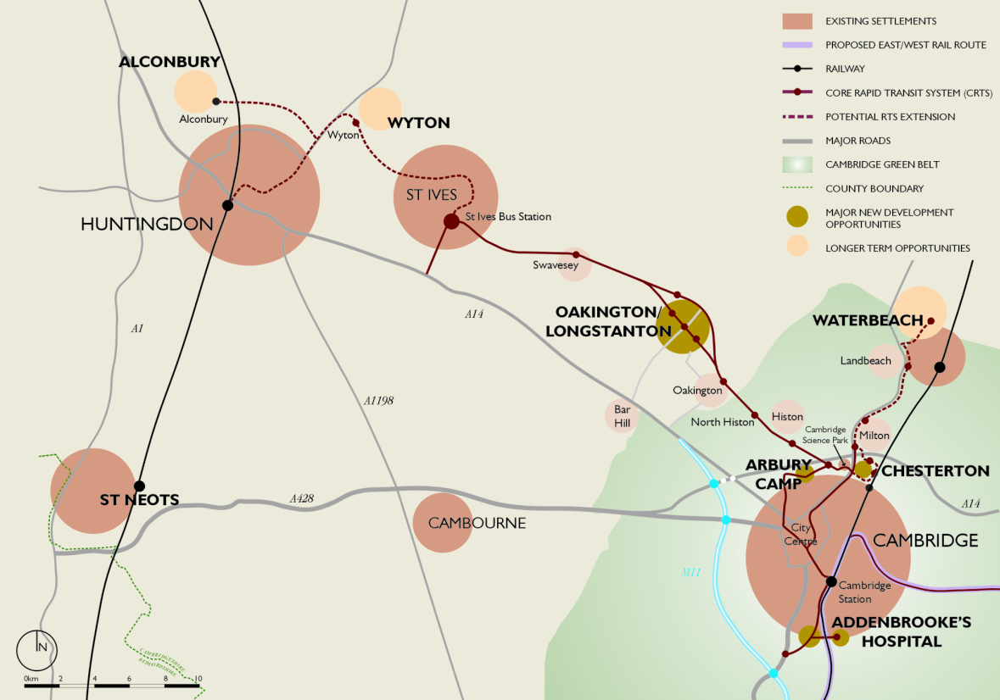 EXISTING SETTLEMENTS
PROPOSED EAST/WEST RAIL ROUTE
RAILWAY
CORE RAPID TRANSIT SYSTEM (CRTS)
POTENTIAL RTS EXTENSION
MAJOR ROADS
CAMBRIDGE GREEN BELT
COUNTY BOUNDARY
MAJOR NEW DEVELOPMENT
OPPORTUNITIES
LONGER TERM OPPORTUNITIES
ALCONBURY
Alconbury
WYTON
Wyton
ST IVES
St Ives Bus Station
HUNTINGDON
Swavesey
A1
A14
OAKINGTON/
LONGSTANTON
WATERBEACH
Landbeach
A1198
Oakington
Bar
Hill
North Histon
Histon
Cambridge
Science Park
Milton
ARBURY
CAMP
CHESTERTON
ST NEOTS
A428
A14
CAMBOURNE
City
Centre
CAMBRIDGE
M11
Cambridge
Station
ADDENBROOKE'S
HOSPITAL
N
CAMBRIDGESHIRE
BEDFORDSHIRE
0km 2 4 6 8 10